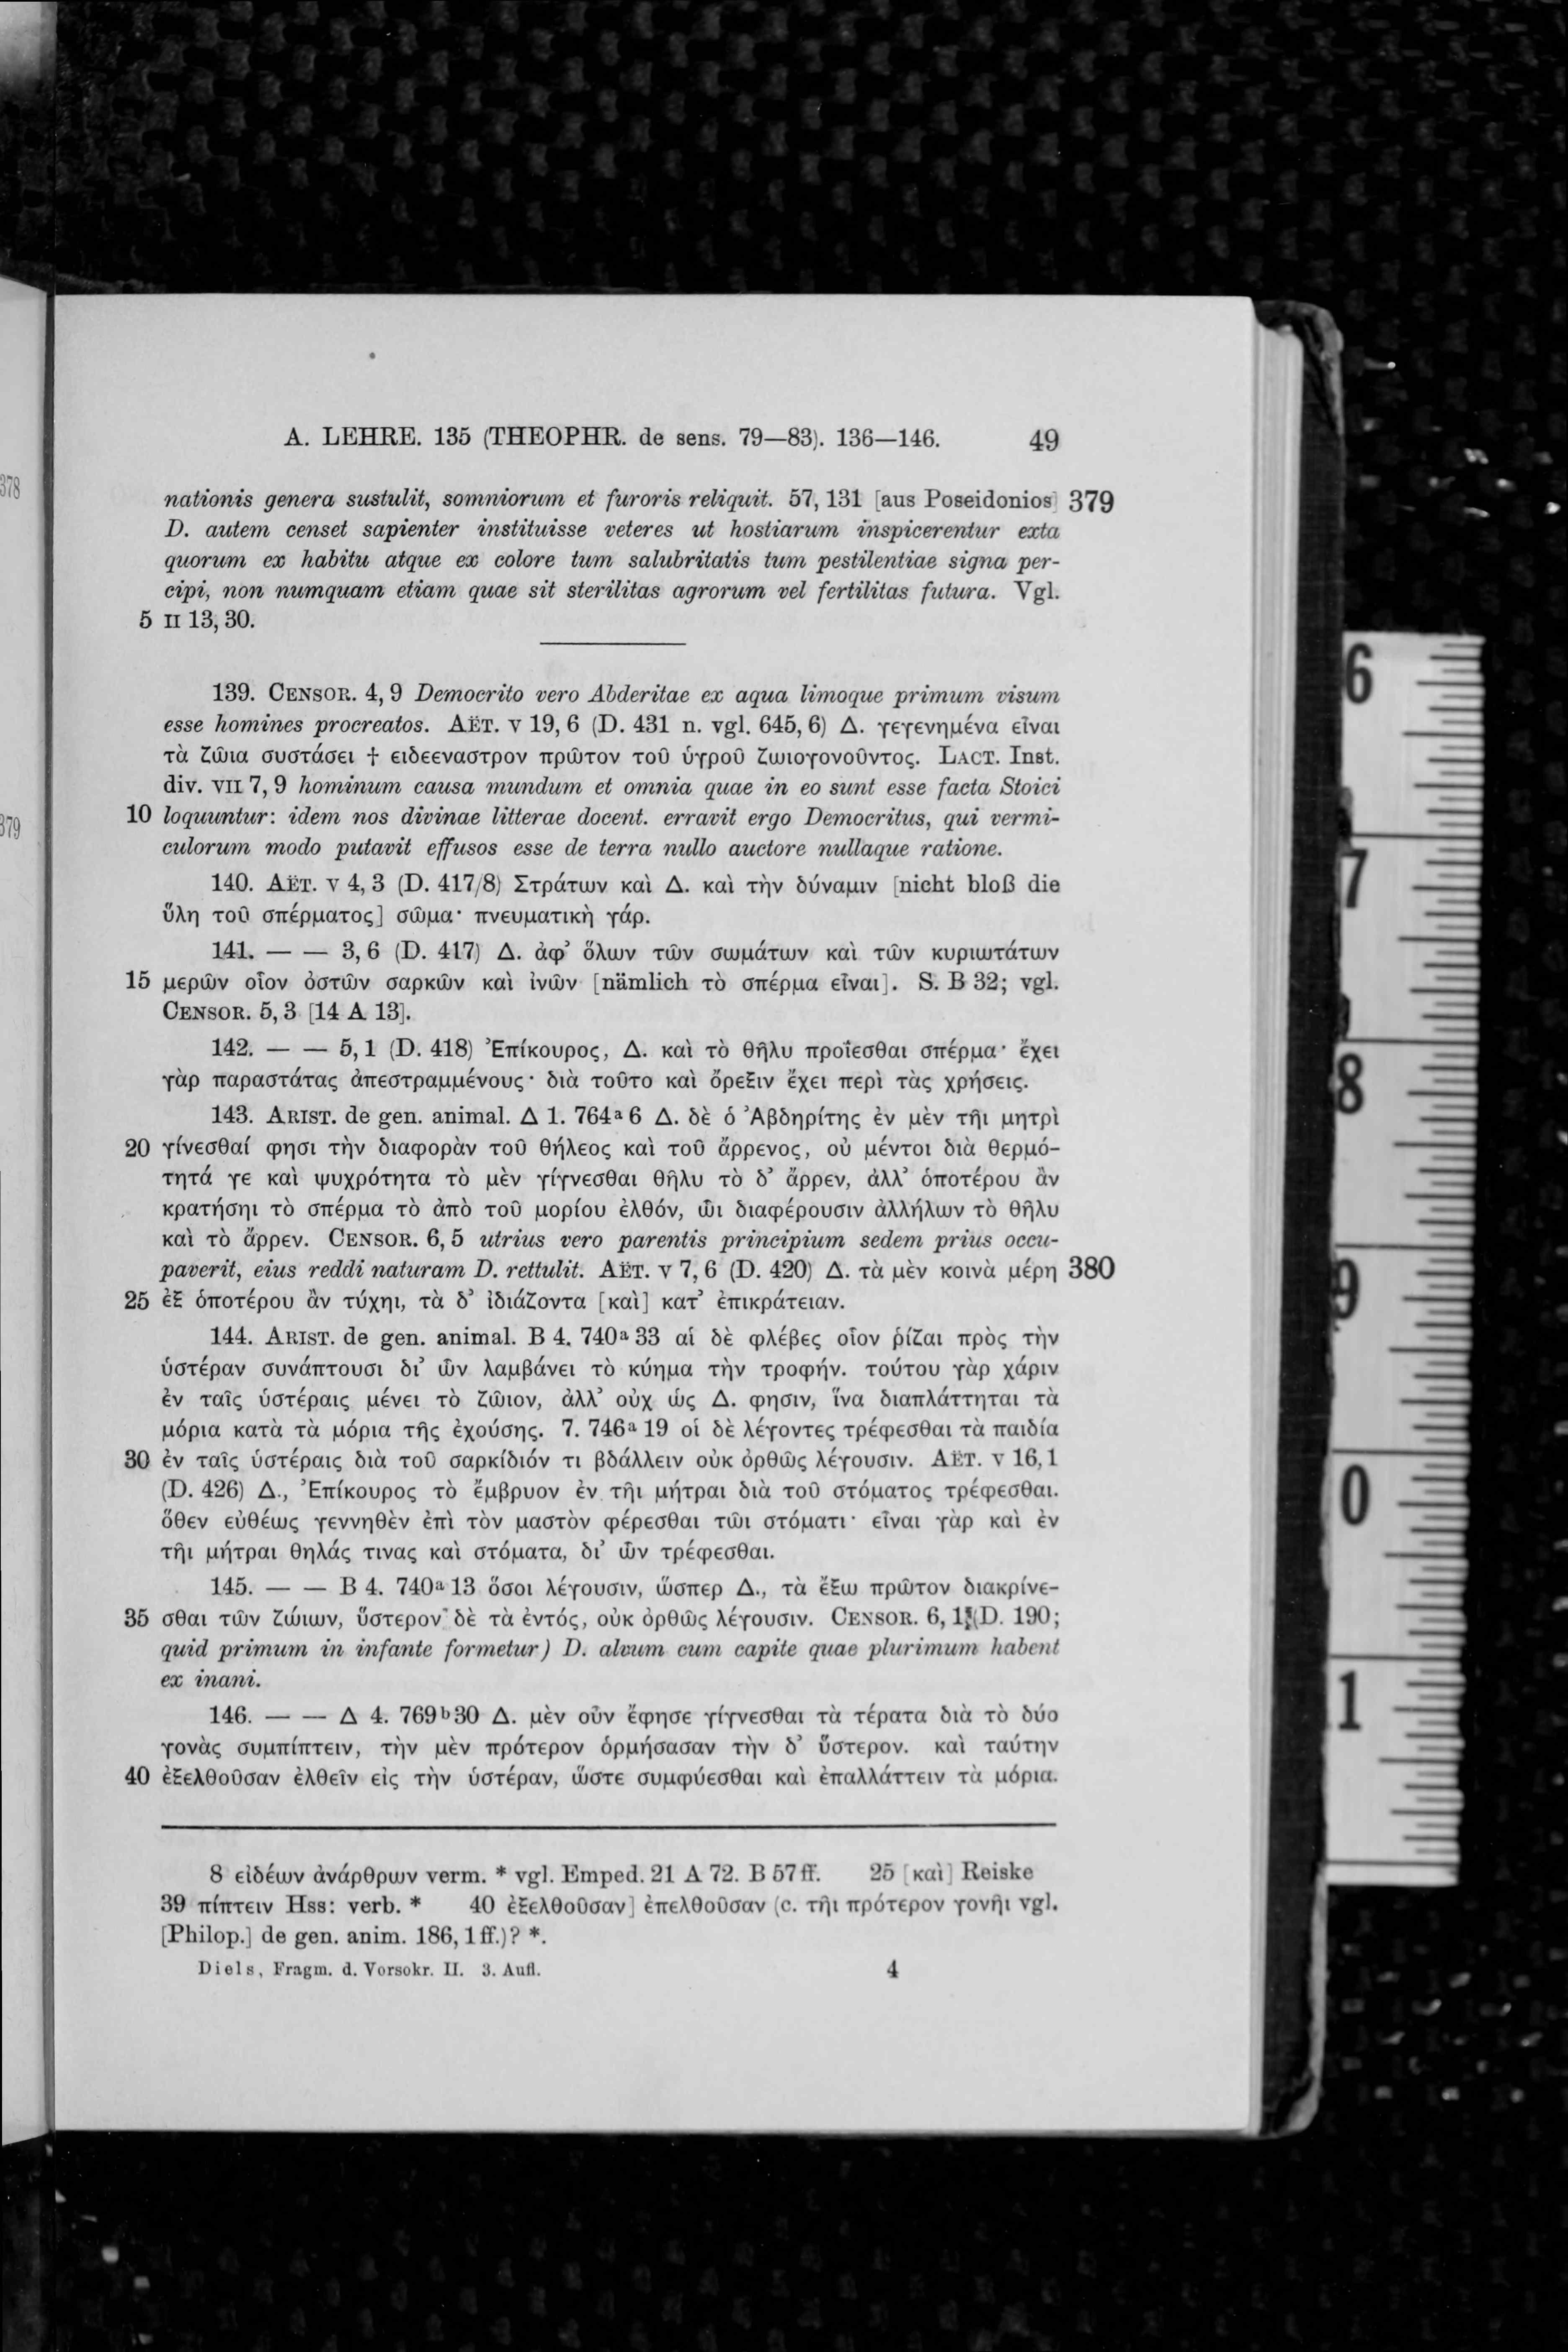 A. LEHRE. 135 (THEOPHR. de sens. 79—83). 136—146. 49
nationis genera sustulit, somniorum et furoris reliquit. 57, 131 [aus Poseidonios] 379
D. autem censet sapienter instituisse veteres ut hostiarum inspicerentur exta
quorum ex habitu atque ex colore tum salubritatis tum pestilentiae signa per-
cipi, non numquam etiam quae sit sterilitas agrorum vel fertilitas futura. Vgl.
5 II 13, 30.
139. CENSOR. 4, 9 Democrito vero Abderitae ex aqua limoque primum visum
esse homines procreatos. AËT. V 19, 6 (D. 431 n. vgl. 645, 6) Δ. γεγενημένα εἶναι
τὰ ζῶια συστάσει † ειδεεναστρον πρῶτον τοῦ ὑγροῦ ζωιογονοῦντος. LACT. Inst.
div. VII 7, 9 hominum causa mundum et omnia quae in eo sunt esse facta Stoici
10 loquuntur: idem nos divinae litterae docent. erravit ergo Democritus, qui vermi-
culorum modo putavit effusos esse de terra nullo auctore nullaque ratione.
140. AËT. V 4, 3 (D. 417/8) Στράτων καὶ Δ. καὶ τὴν δύναμιν [nicht bloß die
ὕλη τοῦ σπέρματος] σῶμα· πνευματικὴ γάρ.
141. — — 3, 6 (D. 417) Δ. ἀφ᾽ ὅλων τῶν σωμάτων καὶ τῶν κυριωτάτων
15 μερῶν οἷον ὀστῶν σαρκῶν καὶ ἰνῶν [nämlich τὸ σπέρμα εἶναι]. S. B 32; vgl.
CENSOR. 5, 3 [14 A 13].
142. — — 5, 1 (D. 418) Ἐπίκουρος, Δ. καὶ τὸ θῆλυ προΐεσθαι σπέρμα· ἔχει
γὰρ παραστάτας ἀπεστραμμένους· διὰ τοῦτο καὶ ὄρεξιν ἔχει περὶ τὰς χρήσεις.
143. ARIST. de gen. animal. Δ 1. 764ᵃ 6 Δ. δὲ ὁ Ἀβδηρίτης ἐν μὲν τῆι μητρὶ
20 γίνεσθαί φησι τὴν διαφορὰν τοῦ θήλεος καὶ τοῦ ἄρρενος, οὐ μέντοι διὰ θερμό-
τητά γε καὶ ψυχρότητα τὸ μὲν γίγνεσθαι θῆλυ τὸ δ᾽ ἄρρεν, ἀλλ᾽ ὁποτέρου ἂν
κρατήσηι τὸ σπέρμα τὸ ἀπὸ τοῦ μορίου ἐλθόν, ὧι διαφέρουσιν ἀλλήλων τὸ θῆλυ
καὶ τὸ ἄρρεν. CENSOR. 6, 5 utrius vero parentis principium sedem prius occu-
paverit, eius reddi naturam D. rettulit. AËT. V 7, 6 (D. 420) Δ. τὰ μὲν κοινὰ μέρη 380
25 ἐξ ὁποτέρου ἂν τύχηι, τὰ δ᾽ ἰδιάζοντα [καὶ] κατ᾽ ἐπικράτειαν.
144. ARIST. de gen. animal. B 4. 740ᵃ 33 αἱ δὲ φλέβες οἷον ῥίζαι πρὸς τὴν
ὑστέραν συνάπτουσι δι᾽ ὧν λαμβάνει τὸ κύημα τὴν τροφήν. τούτου γὰρ χάριν
ἐν ταῖς ὑστέραις μένει τὸ ζῶιον, ἀλλ᾽ οὐχ ὡς Δ. φησιν, ἵνα διαπλάττηται τὰ
μόρια κατὰ τὰ μόρια τῆς ἐχούσης. 7. 746ᵃ 19 οἱ δὲ λέγοντες τρέφεσθαι τὰ παιδία
30 ἐν ταῖς ὑστέραις διὰ τοῦ σαρκίδιόν τι βδάλλειν οὐκ ὀρθῶς λέγουσιν. AËT. V 16, 1
(D. 426) Δ., Ἐπίκουρος τὸ ἔμβρυον ἐν τῆι μήτραι διὰ τοῦ στόματος τρέφεσθαι.
ὅθεν εὐθέως γεννηθὲν ἐπὶ τὸν μαστὸν φέρεσθαι τῶι στόματι· εἶναι γὰρ καὶ ἐν
τῆι μήτραι θηλάς τινας καὶ στόματα, δι᾽ ὧν τρέφεσθαι.
145. — — B 4. 740ᵃ 13 ὅσοι λέγουσιν, ὥσπερ Δ., τὰ ἔξω πρῶτον διακρίνε-
35 σθαι τῶν ζώιων, ὕστερον δὲ τὰ ἐντός, οὐκ ὀρθῶς λέγουσιν. CENSOR. 6, 1 (D. 190;
quid primum in infante formetur) D. alvum cum capite quae plurimum habent
ex inani.
146. — — Δ 4. 769ᵇ 30 Δ. μὲν οὖν ἔφησε γίγνεσθαι τὰ τέρατα διὰ τὸ δύο
γονὰς συμπίπτειν, τὴν μὲν πρότερον ὁρμήσασαν τὴν δ᾽ ὕστερον. καὶ ταύτην
40 ἐξελθοῦσαν ἐλθεῖν εἰς τὴν ὑστέραν, ὥστε συμφύεσθαι καὶ ἐπαλλάττειν τὰ μόρια.
8 εἰδέων ἀνάρθρων verm. * vgl. Emped. 21 A 72. B 57 ff. 25 [καὶ] Reiske
39 πίπτειν Hss: verb. * 40 ἐξελθοῦσαν] ἐπελθοῦσαν (c. τῆι πρότερον γονῆι vgl.
[Philop.] de gen. anim. 186, 1 ff.)? *.
Diels, Fragm. d. Vorsokr. II. 3. Aufl. 4
378
379
6
7
8
9
0
1